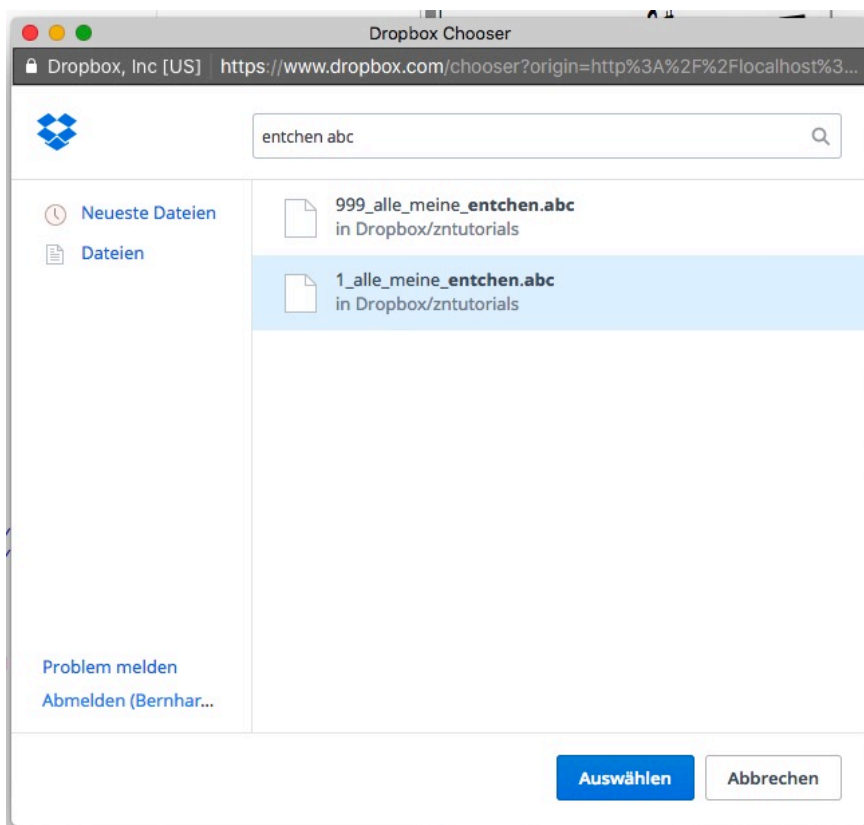 Dropbox Chooser
Dropbox, Inc [US] https://www.dropbox.com/chooser?origin=http%3A%2F%2Flocalhost%3...
entchen abc
Neueste Dateien
Dateien
999_alle_meine_entchen.abc
in Dropbox/zntutorials
1_alle_meine_entchen.abc
in Dropbox/zntutorials
Problem melden
Abmelden (Bernhar...
Auswählen
Abbrechen